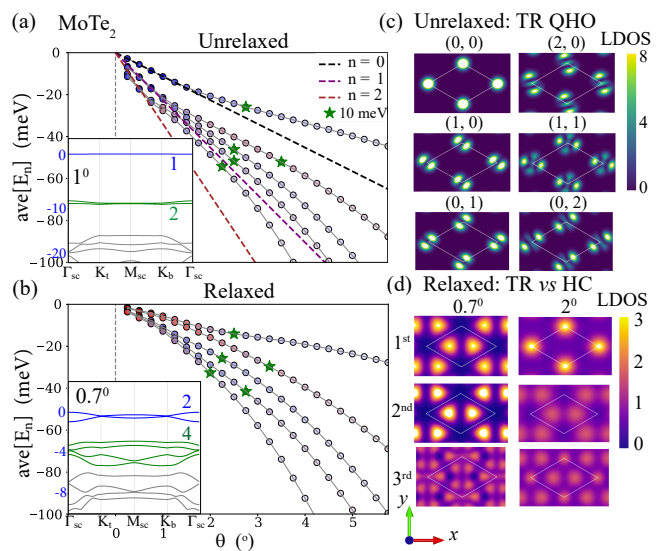 (a) MoTe2
Unrelaxed
ave[E_n] (meV)
0
−20
−40
−60
−80
−100
n = 0
n = 1
n = 2
10 meV
1⁰
0
-10
-20
1
2
Γsc Kt Msc Kb Γsc
(b)
Relaxed
ave[E_n] (meV)
0
−20
−40
−60
−80
−100
0.7⁰
0
-4
-8
2
4
Γsc Kt Msc Kb Γsc
0 1 2 3 4 5
θ (°)
(c) Unrelaxed: TR QHO
(0, 0) (2, 0)
(1, 0) (1, 1)
(0, 1) (0, 2)
LDOS
8
4
0
(d) Relaxed: TR vs HC
0.7⁰ 2⁰
LDOS
1st
2nd
3rd
3
2
1
0
y
x